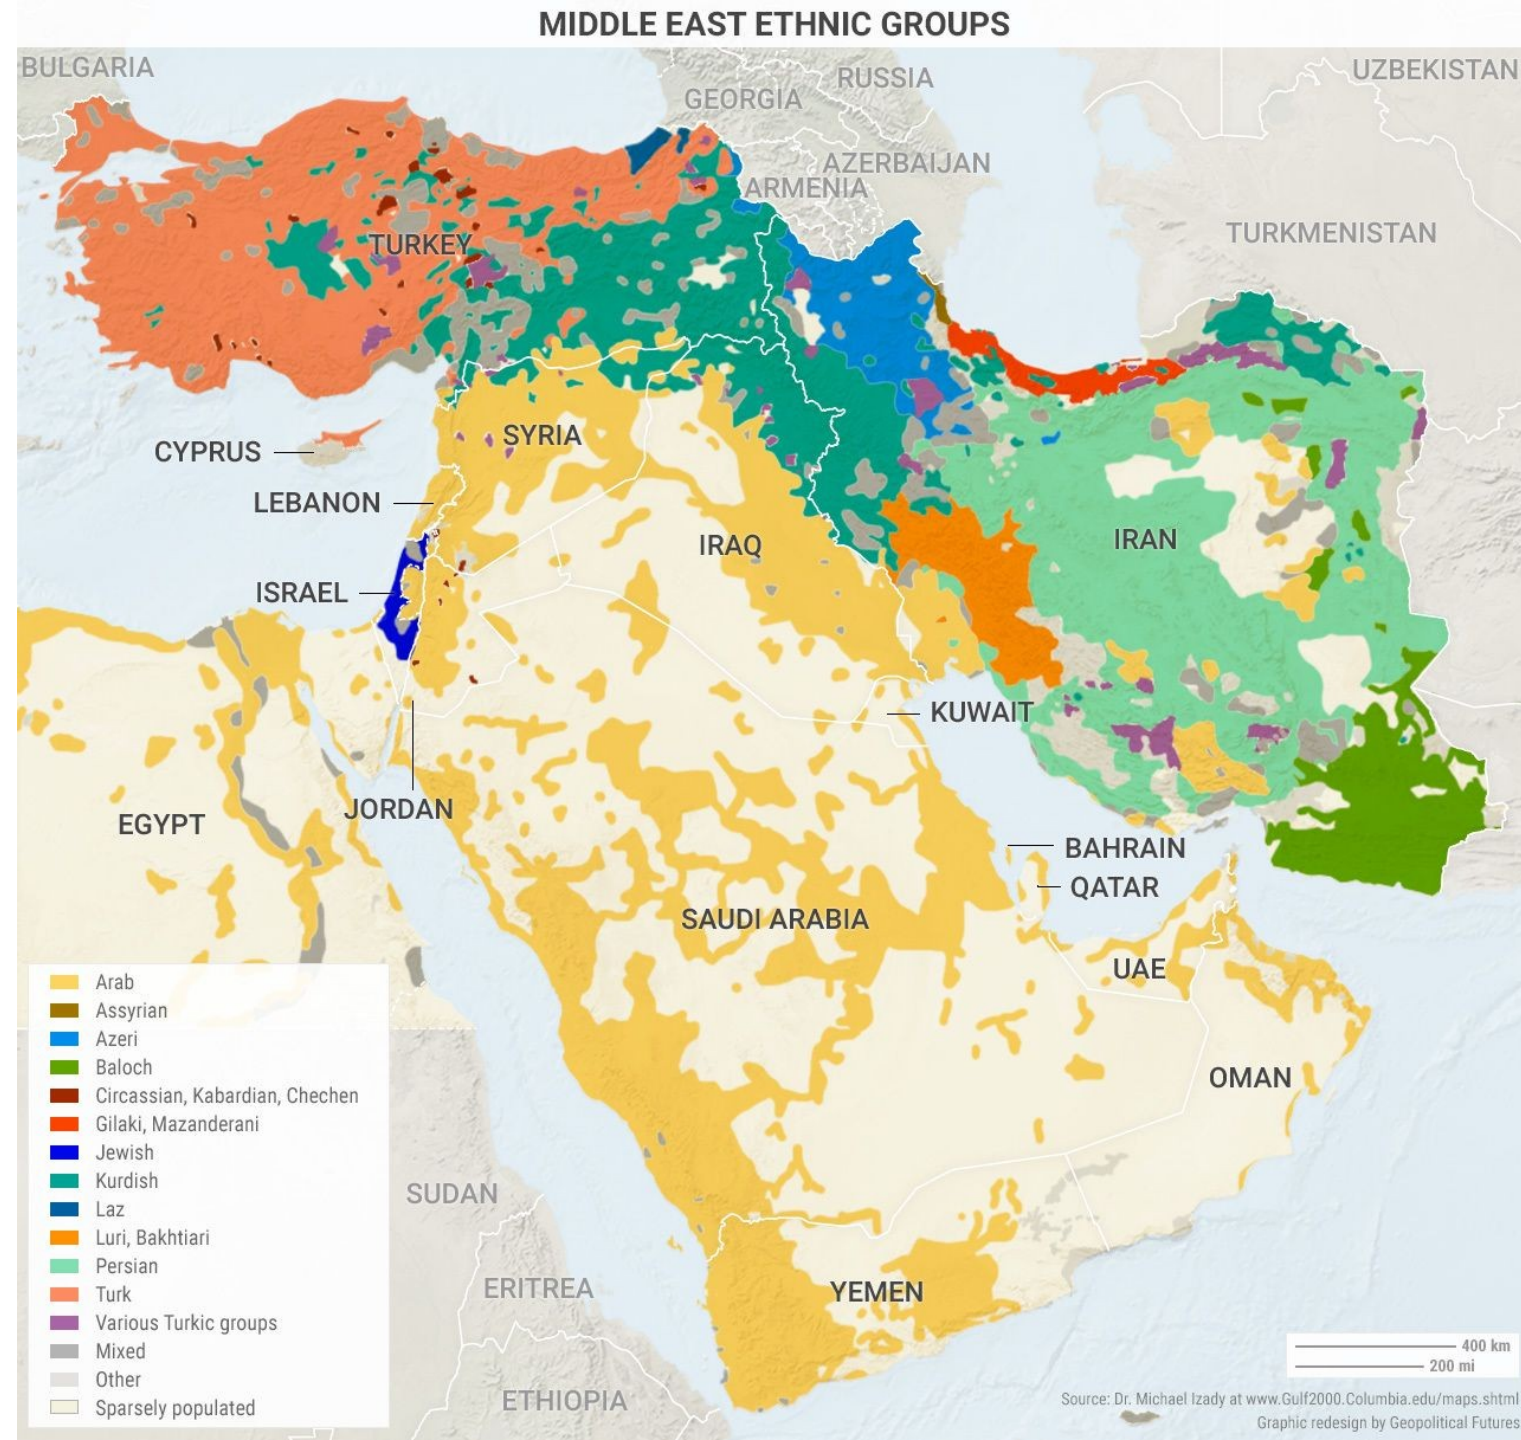 MIDDLE EAST ETHNIC GROUPS
BULGARIA
RUSSIA
UZBEKISTAN
GEORGIA
AZERBAIJAN
ARMENIA
TURKMENISTAN
TURKEY
CYPRUS
SYRIA
LEBANON
IRAQ
IRAN
ISRAEL
KUWAIT
JORDAN
EGYPT
BAHRAIN
QATAR
SAUDI ARABIA
UAE
OMAN
SUDAN
ERITREA
YEMEN
ETHIOPIA
Arab
Assyrian
Azeri
Baloch
Circassian, Kabardian, Chechen
Gilaki, Mazanderani
Jewish
Kurdish
Laz
Luri, Bakhtiari
Persian
Turk
Various Turkic groups
Mixed
Other
Sparsely populated
400 km
200 mi
Source: Dr. Michael Izady at www.Gulf2000.Columbia.edu/maps.shtml
Graphic redesign by Geopolitical Futures